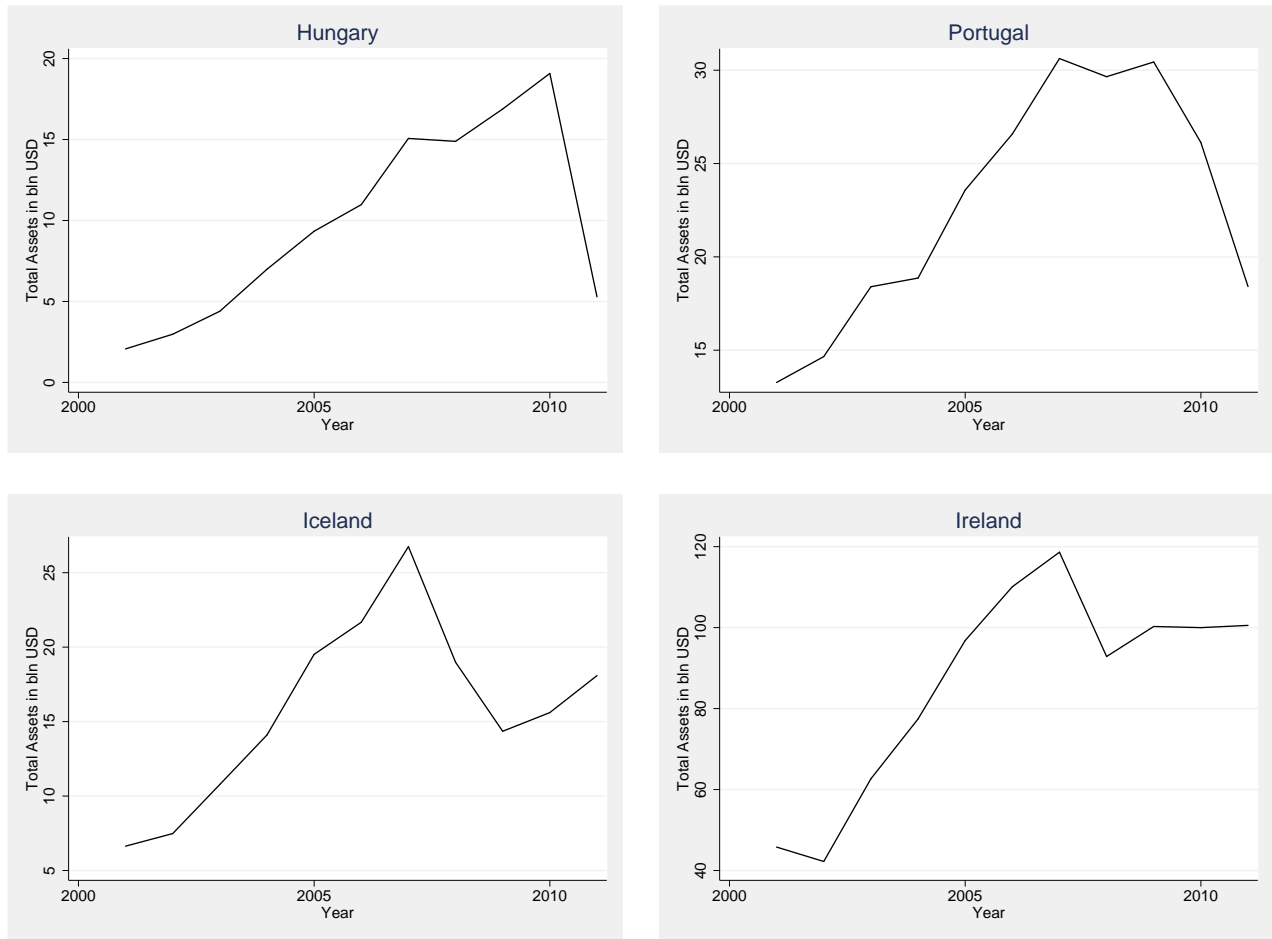 Hungary
Total Assets in bln USD
20
15
10
5
0
2000 2005 2010
Year
Portugal
Total Assets in bln USD
30
25
20
15
2000 2005 2010
Year
Iceland
Total Assets in bln USD
25
20
15
10
5
2000 2005 2010
Year
Ireland
Total Assets in bln USD
120
100
80
60
40
2000 2005 2010
Year